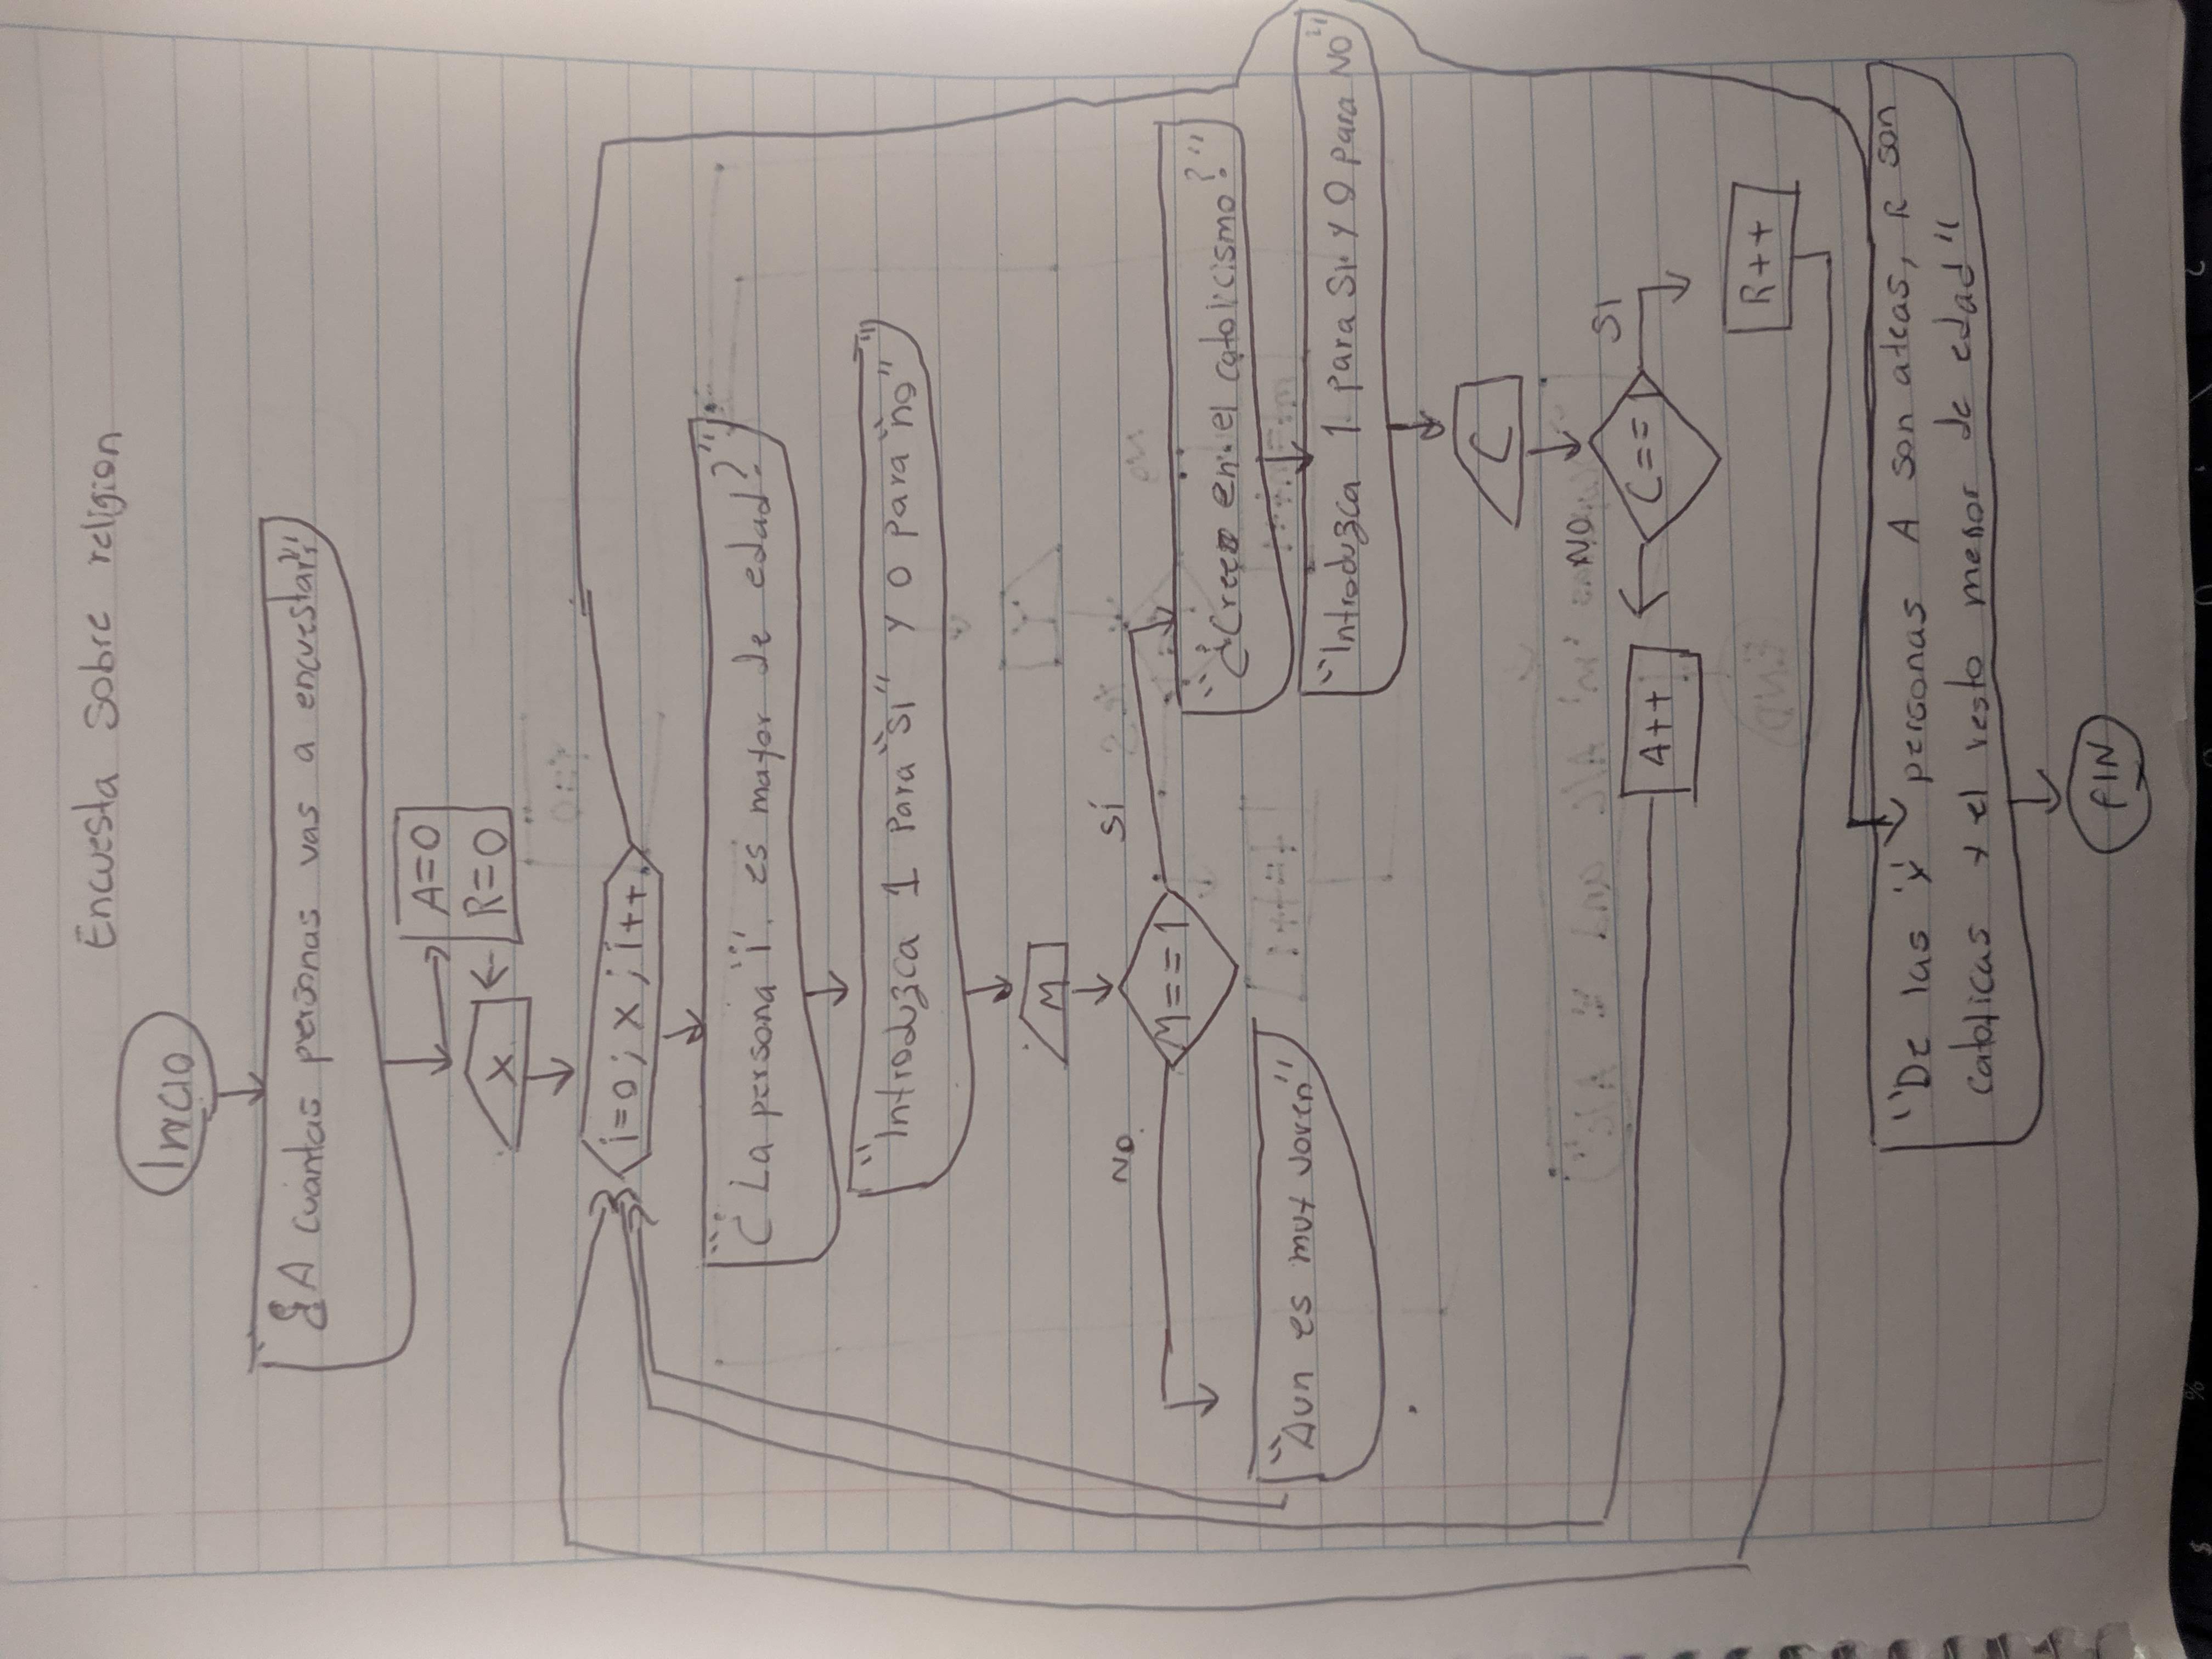 Encuesta sobre religion
Inicio
"¿A cuantas personas vas a encuestar?"
A=0
R=0
X
i=0; X; i++
"¿La persona 'i' es mayor de edad?"
"Introduzca 1 para "si" y 0 para "no""
M
NO
SÍ
M==1
"¿Cree en el catolicismo?"
"Aun es muy joven"
"Introduzca 1 para SI y 0 para NO"
C
NO
SI
C==1
A++
R++
"De las 'x' personas A son ateas, R son
catolicas y el resto menor de edad"
FIN